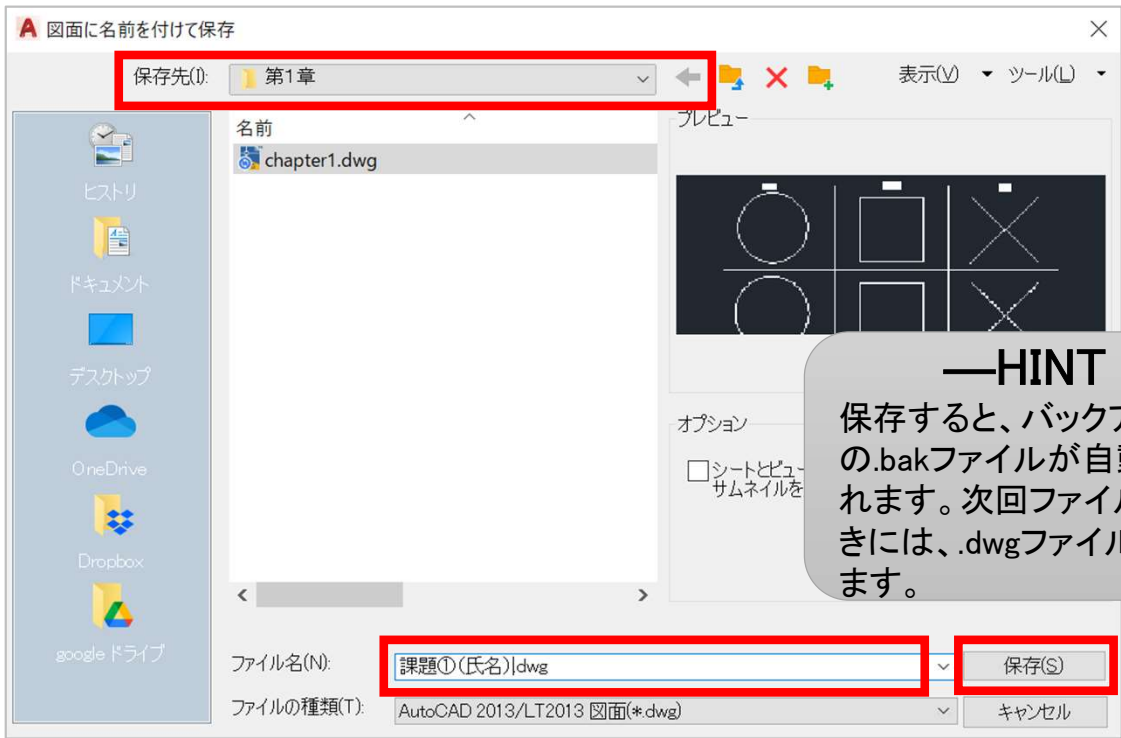 図面に名前を付けて保存
保存先(I):
第1章
表示(V)
ツール(L)
名前
chapter1.dwg
プレビュー
ヒストリ
ドキュメント
デスクトップ
OneDrive
Dropbox
google ドライブ
オプション
シートとビュー
サムネイルを
—HINT
保存すると、バック
の.bakファイルが自
れます。次回ファイル
きには、.dwgファイル
ます。
ファイル名(N):
課題①(氏名)|dwg
保存(S)
ファイルの種類(T):
AutoCAD 2013/LT2013 図面(*.dwg)
キャンセル